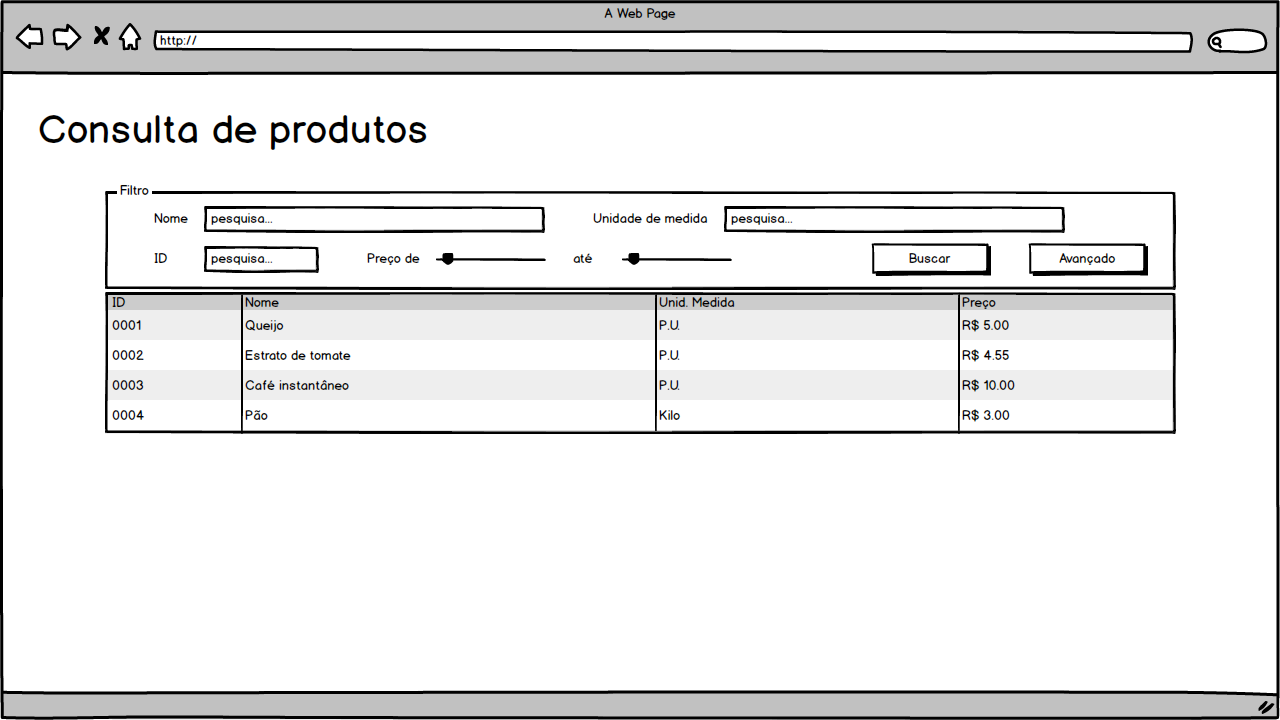 A Web Page
http://
Consulta de produtos
Filtro
Nome pesquisa... Unidade de medida pesquisa...
ID pesquisa... Preço de até Buscar Avançado
ID Nome Unid. Medida Preço
0001 Queijo P.U. R$ 5.00
0002 Estrato de tomate P.U. R$ 4.55
0003 Café instantâneo P.U. R$ 10.00
0004 Pão Kilo R$ 3.00